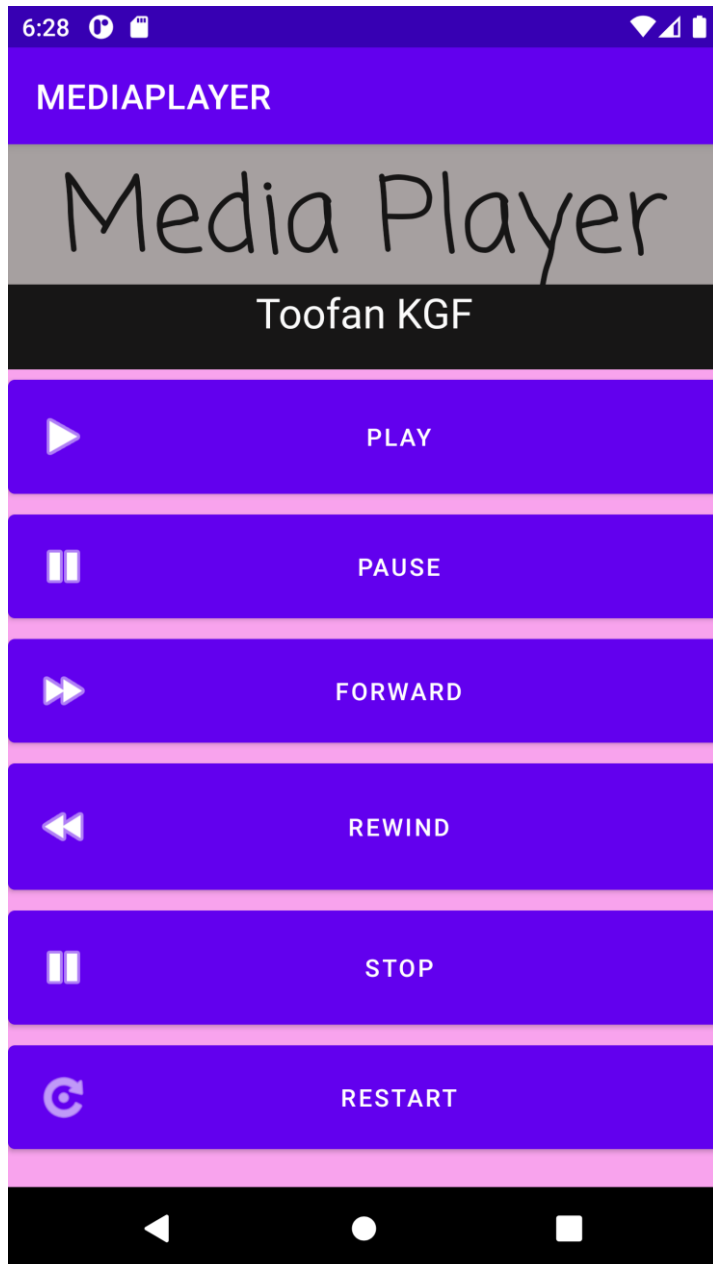 6:28
MEDIAPLAYER
Media Player
Toofan KGF
PLAY
PAUSE
FORWARD
REWIND
STOP
RESTART